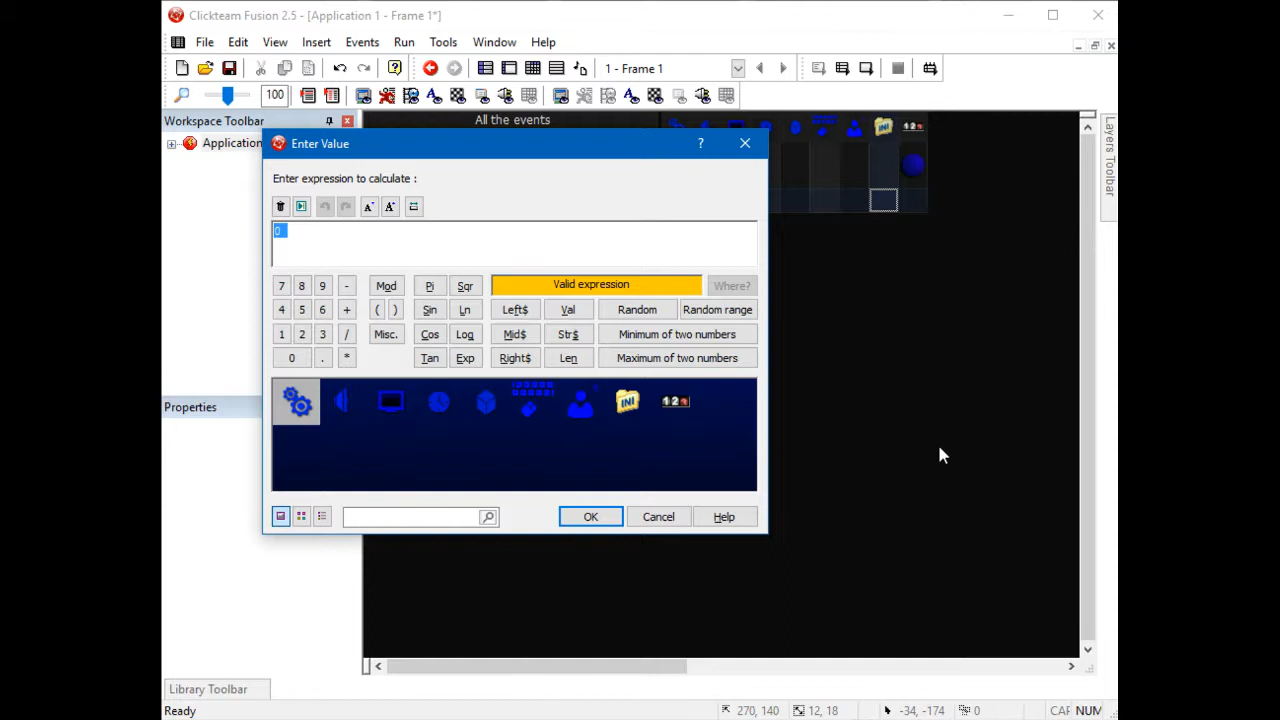 Clickteam Fusion 2.5 - [Application 1 - Frame 1*]
File Edit View Insert Events Run Tools Window Help
1 - Frame 1
100
Workspace Toolbar
All the events
Application
INI
Layers Toolbar
Enter Value
?
Enter expression to calculate :
0
7 8 9 - Mod Pi Sqr Valid expression Where?
4 5 6 + ( ) Sin Ln Left$ Val Random Random range
1 2 3 / Misc. Cos Log Mid$ Str$ Minimum of two numbers
0 . * Tan Exp Right$ Len Maximum of two numbers
INI 123
Properties
OK Cancel Help
Library Toolbar
Ready 270, 140 12, 18 -34, -174 0 CAP NUM